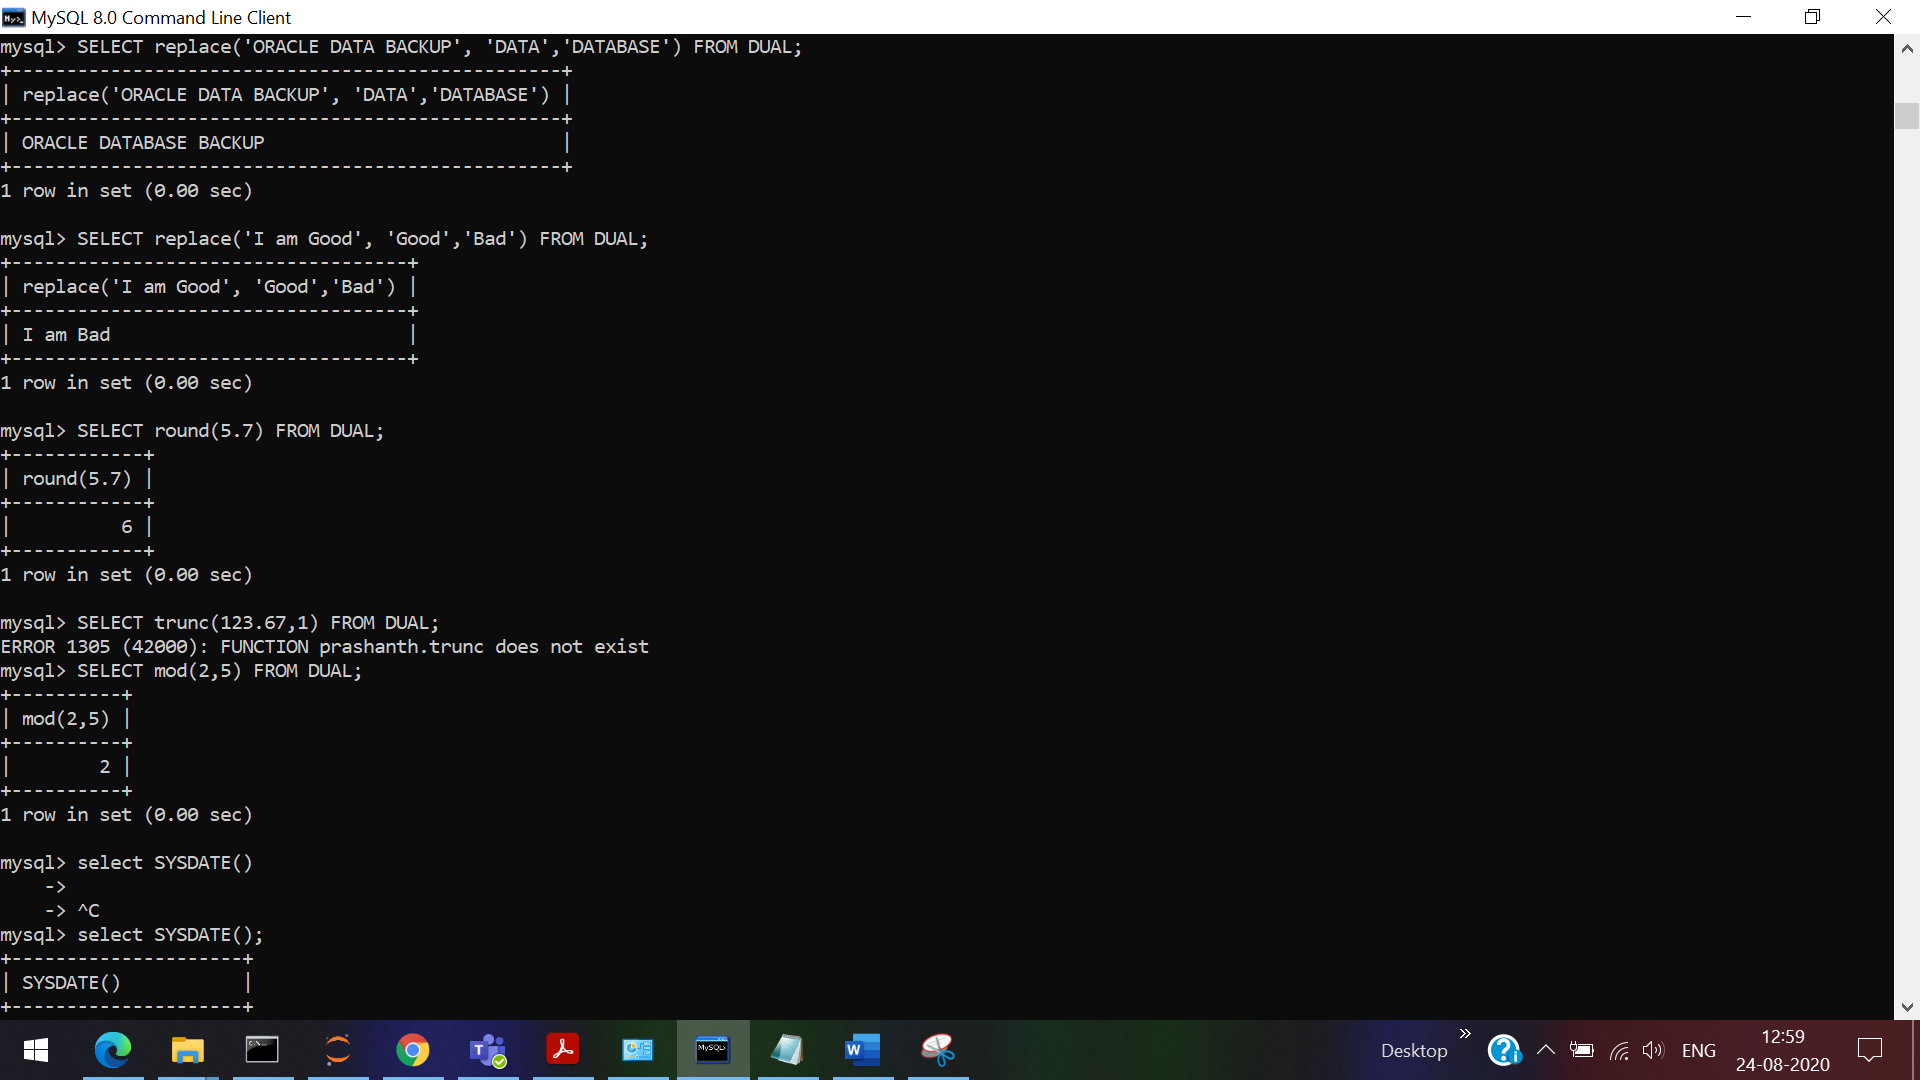 MySQL 8.0 Command Line Client
mysql> SELECT replace('ORACLE DATA BACKUP', 'DATA','DATABASE') FROM DUAL;
+--------------------------------------------------+
| replace('ORACLE DATA BACKUP', 'DATA','DATABASE') |
+--------------------------------------------------+
| ORACLE DATABASE BACKUP                           |
+--------------------------------------------------+
1 row in set (0.00 sec)
mysql> SELECT replace('I am Good', 'Good','Bad') FROM DUAL;
+------------------------------------+
| replace('I am Good', 'Good','Bad') |
+------------------------------------+
| I am Bad                           |
+------------------------------------+
1 row in set (0.00 sec)
mysql> SELECT round(5.7) FROM DUAL;
+------------+
| round(5.7) |
+------------+
|          6 |
+------------+
1 row in set (0.00 sec)
mysql> SELECT trunc(123.67,1) FROM DUAL;
ERROR 1305 (42000): FUNCTION prashanth.trunc does not exist
mysql> SELECT mod(2,5) FROM DUAL;
+----------+
| mod(2,5) |
+----------+
|        2 |
+----------+
1 row in set (0.00 sec)
mysql> select SYSDATE()
    ->
    -> ^C
mysql> select SYSDATE();
+---------------------+
| SYSDATE()           |
+---------------------+
Desktop
ENG
12:59
24-08-2020